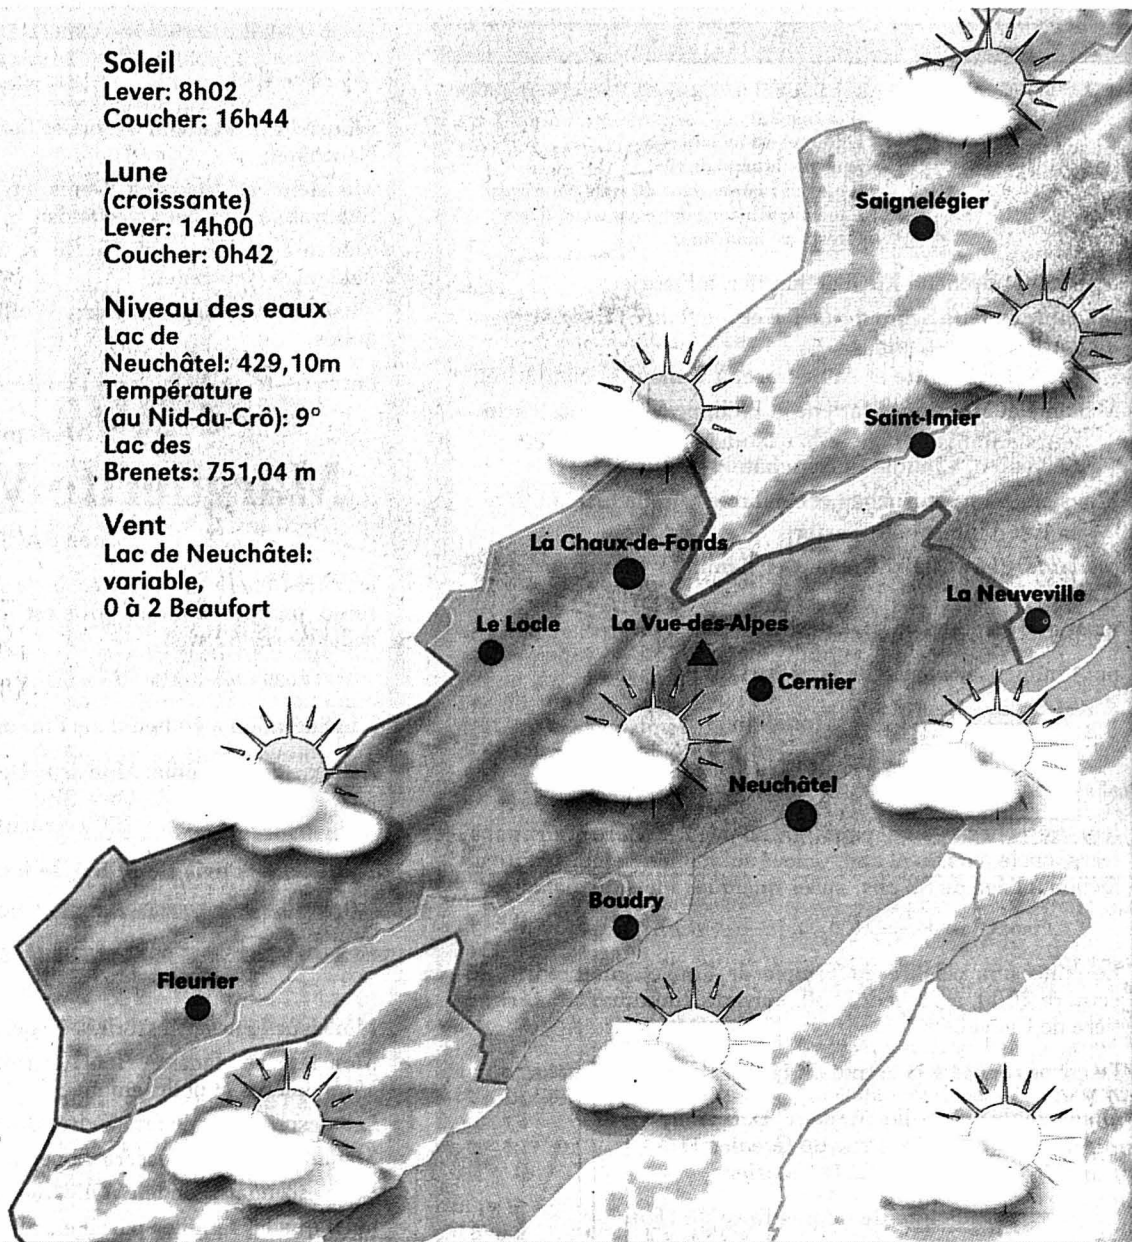 Soleil
Lever: 8h02
Coucher: 16h44
Lune
(croissante)
Lever: 14h00
Coucher: 0h42
Niveau des eaux
Lac de
Neuchâtel: 429,10m
Température
(au Nid-du-Crô): 9°
Lac des
Brenets: 751,04 m
Vent
Lac de Neuchâtel:
variable,
0 à 2 Beaufort
Saignelégier
Saint-Imier
La Chaux-de-Fonds
La Neuveville
Le Locle
La Vue-des-Alpes
Cernier
Neuchâtel
Boudry
Fleurier